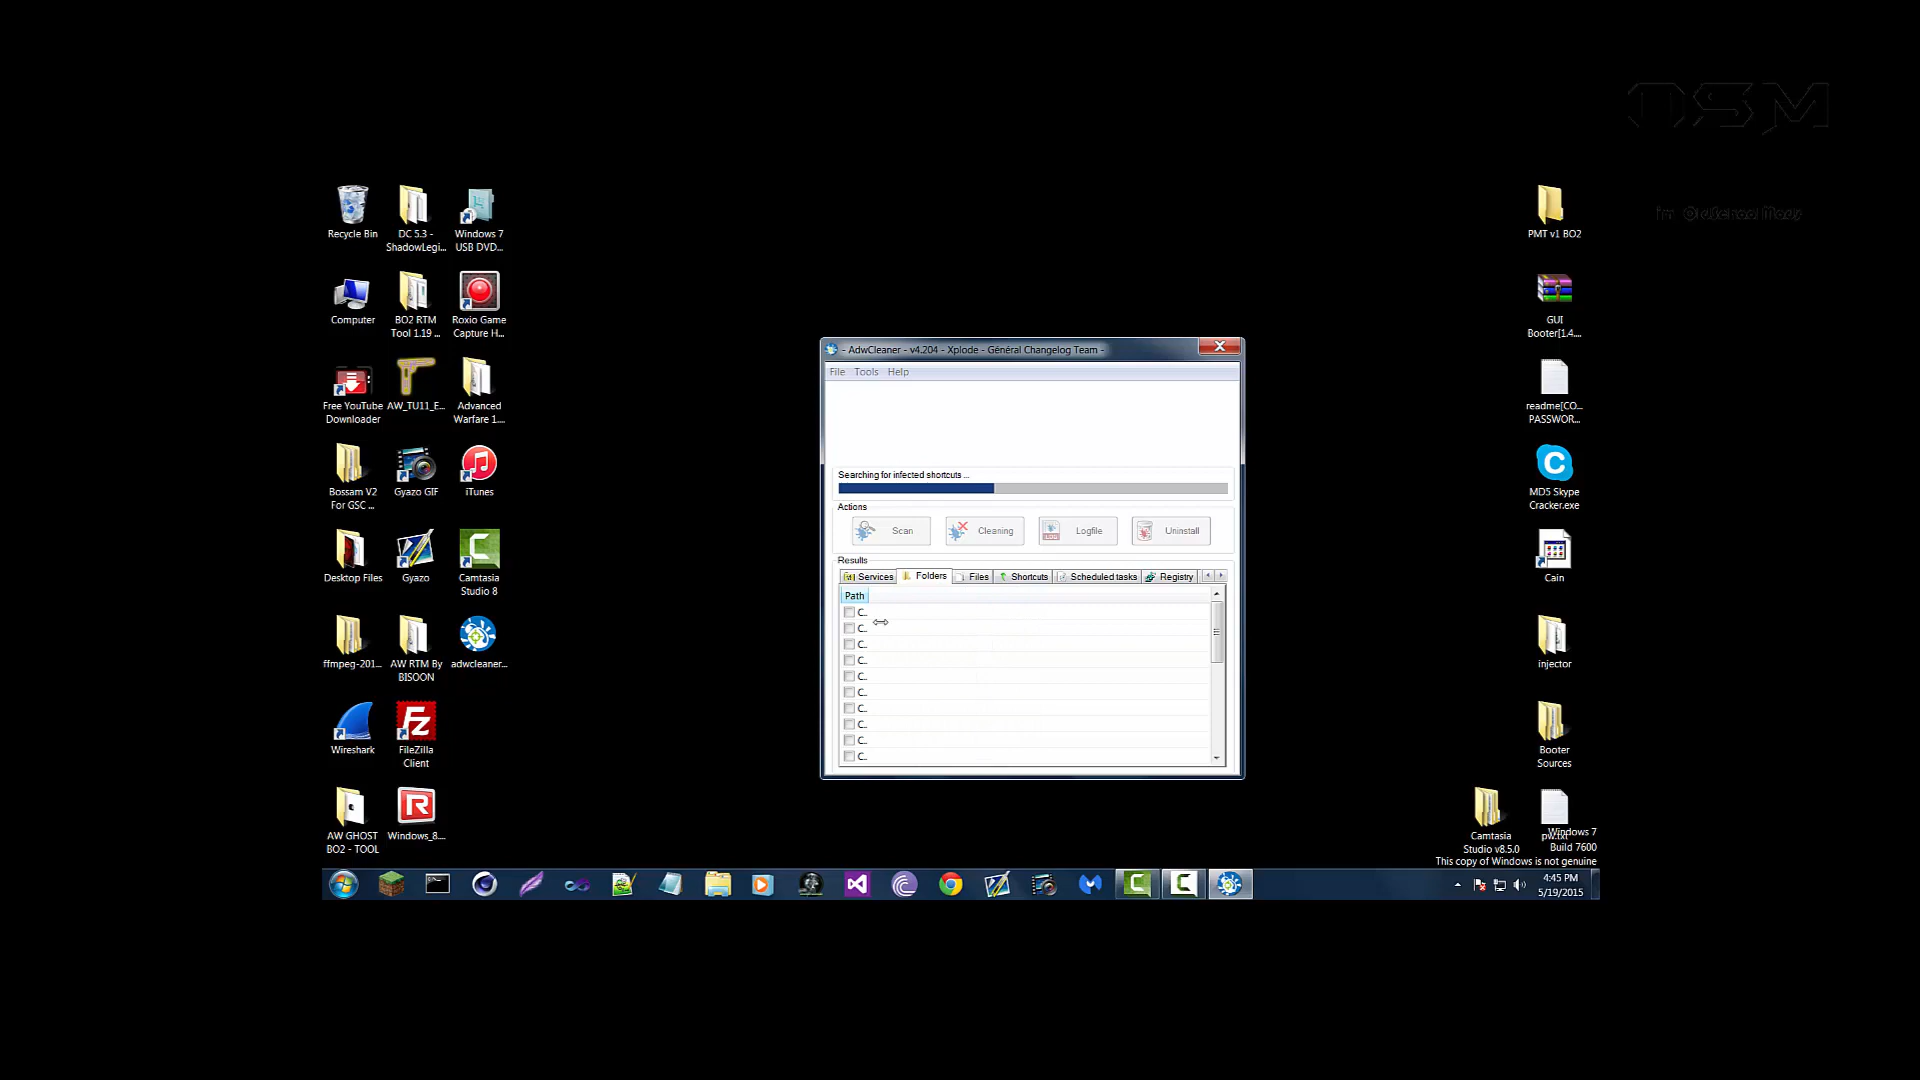 OSM
Recycle Bin
DC 5.3 -
ShadowLegi...
Windows 7
USB DVD...
Computer
BO2 RTM
Tool 1.19 ...
Roxio Game
Capture H...
Free YouTube
Downloader
AW_TU11_E...
Advanced
Warfare 1....
Bossam V2
For GSC ...
Gyazo GIF
iTunes
Desktop Files
Gyazo
Camtasia
Studio 8
ffmpeg-201...
AW RTM By
BISOON
adwcleaner...
Wireshark
FileZilla
Client
AW GHOST
BO2 - TOOL
Windows_8....
- AdwCleaner - v4.204 - Xplode - Général Changelog Team -
File Tools Help
Searching for infected shortcuts ...
Actions
Scan Cleaning Logfile Uninstall
Results
Services Folders Files Shortcuts Scheduled tasks Registry
Path
C..
C..
C..
C..
C..
C..
C..
C..
C..
C..
PMT v1 BO2
GUI
Booter[1.4....
readme[CO...
PASSWOR...
MD5 Skype
Cracker.exe
Cain
injector
Booter
Sources
Camtasia
Studio v8.5.0
pw.txt
Windows 7
Build 7600
This copy of Windows is not genuine
4:45 PM
5/19/2015